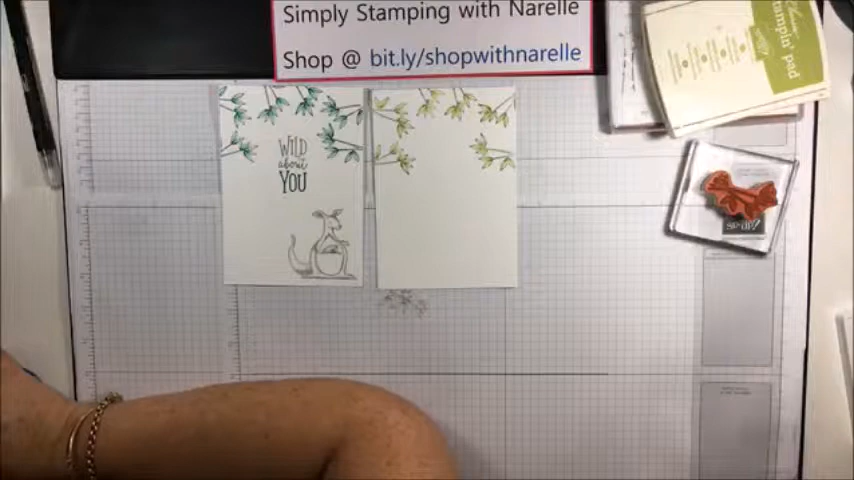 Simply Stamping with Narelle
Shop @ bit.ly/shopwithnarelle
Stampin' pad
WILD
about
YOU